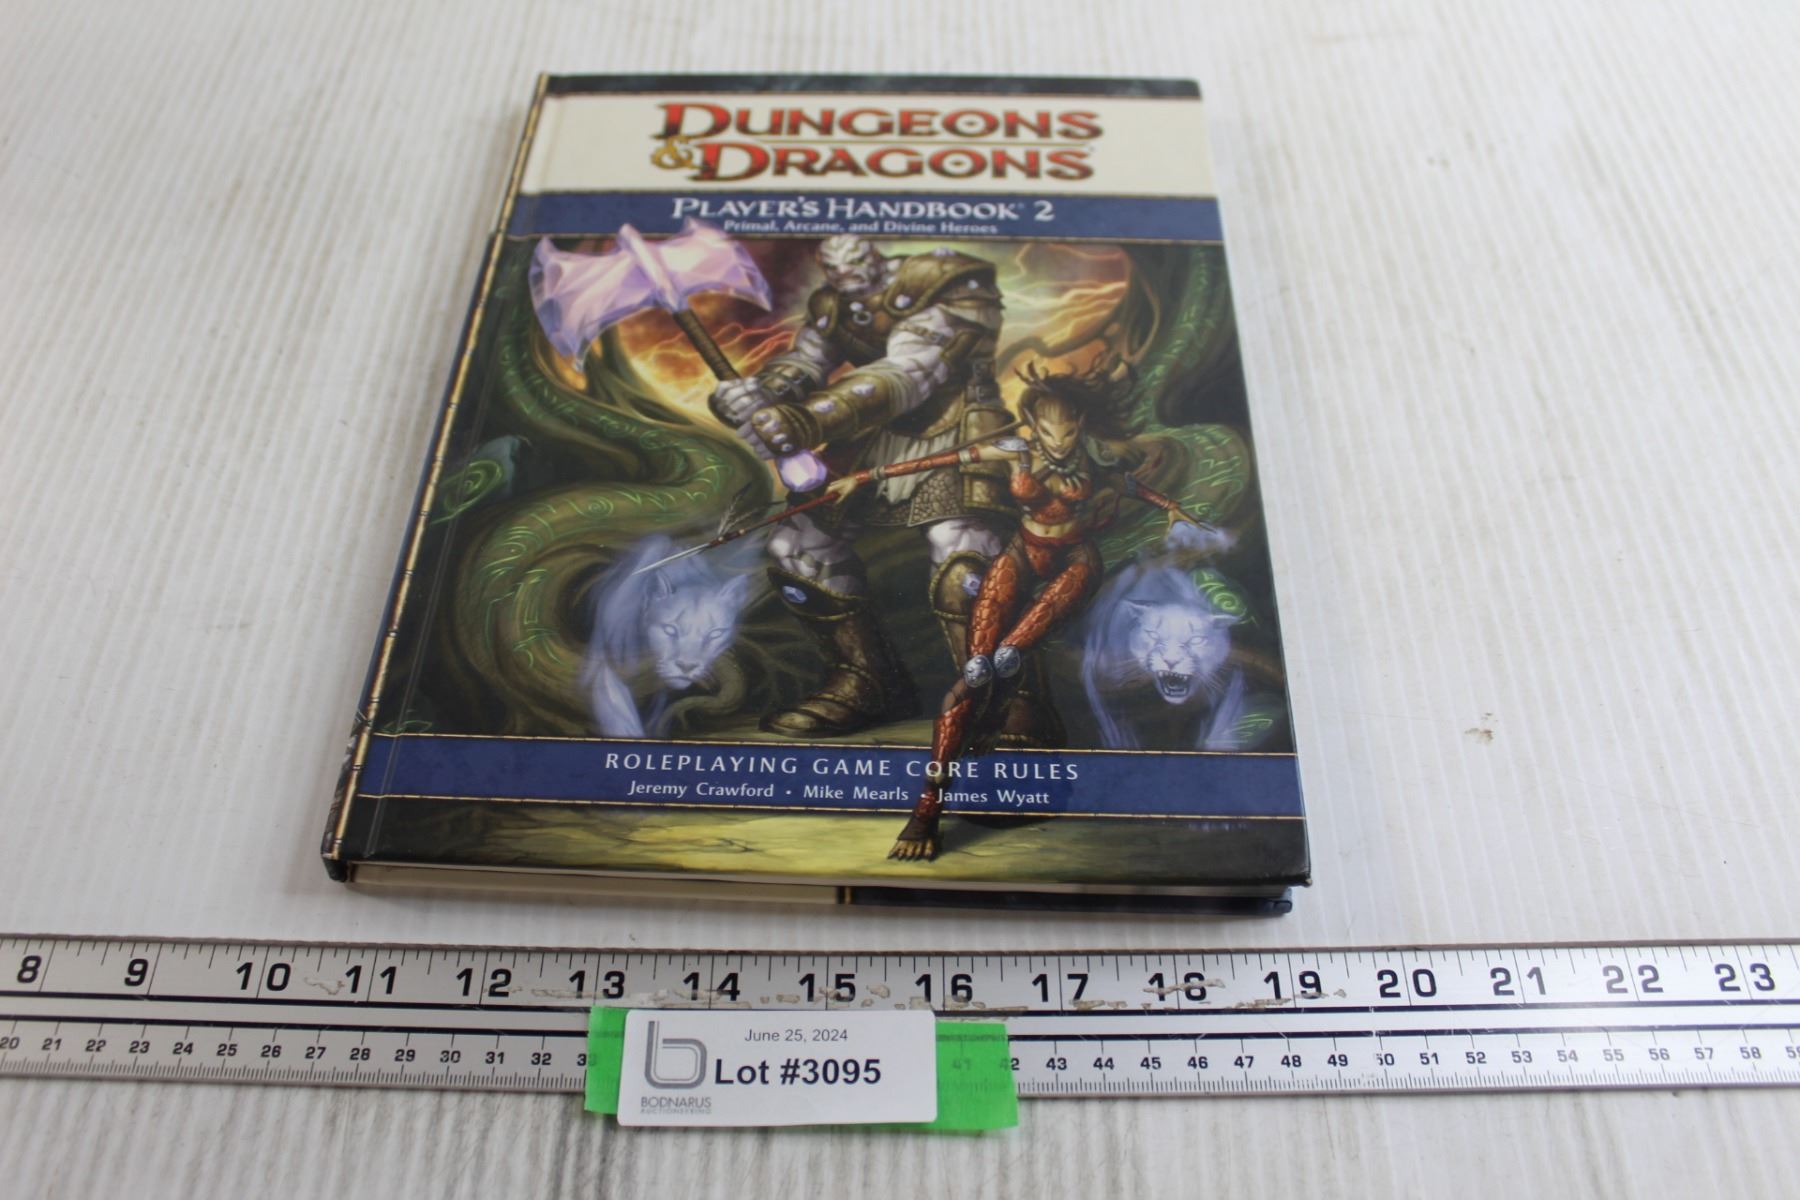 DUNGEONS
& DRAGONS
PLAYER'S HANDBOOK 2
Primal, Arcane, and Divine Heroes
ROLEPLAYING GAME CORE RULES
Jeremy Crawford • Mike Mearls • James Wyatt
8 9 10 11 12 13 14 15 16 17 18 19 20 21 22 23
20 21 22 23 24 25 26 27 28 29 30 31 32 41 42 43 44 45 46 47 48 49 50 51 52 53 54 55 56 57 58
June 25, 2024
Lot #3095
BODNARUS
AUCTIONEERING